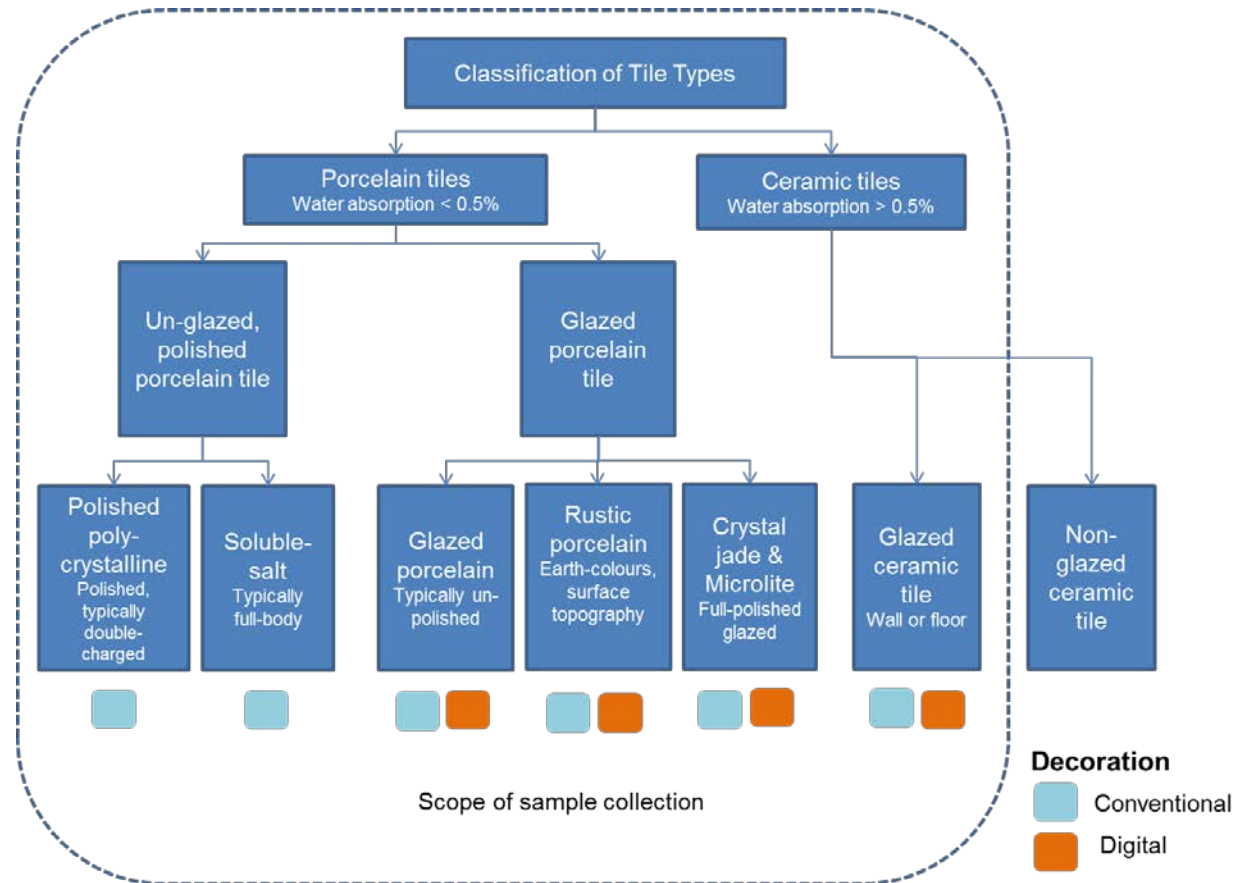 Classification of Tile Types
Porcelain tiles
Water absorption < 0.5%
Ceramic tiles
Water absorption > 0.5%
Un-glazed,
polished
porcelain tile
Glazed
porcelain
tile
Polished
poly-
crystalline
Polished,
typically
double-
charged
Soluble-
salt
Typically
full-body
Glazed
porcelain
Typically un-
polished
Rustic
porcelain
Earth-colours,
surface
topography
Crystal
jade &
Microlite
Full-polished
glazed
Glazed
ceramic
tile
Wall or floor
Non-
glazed
ceramic
tile
Scope of sample collection
Decoration
Conventional
Digital